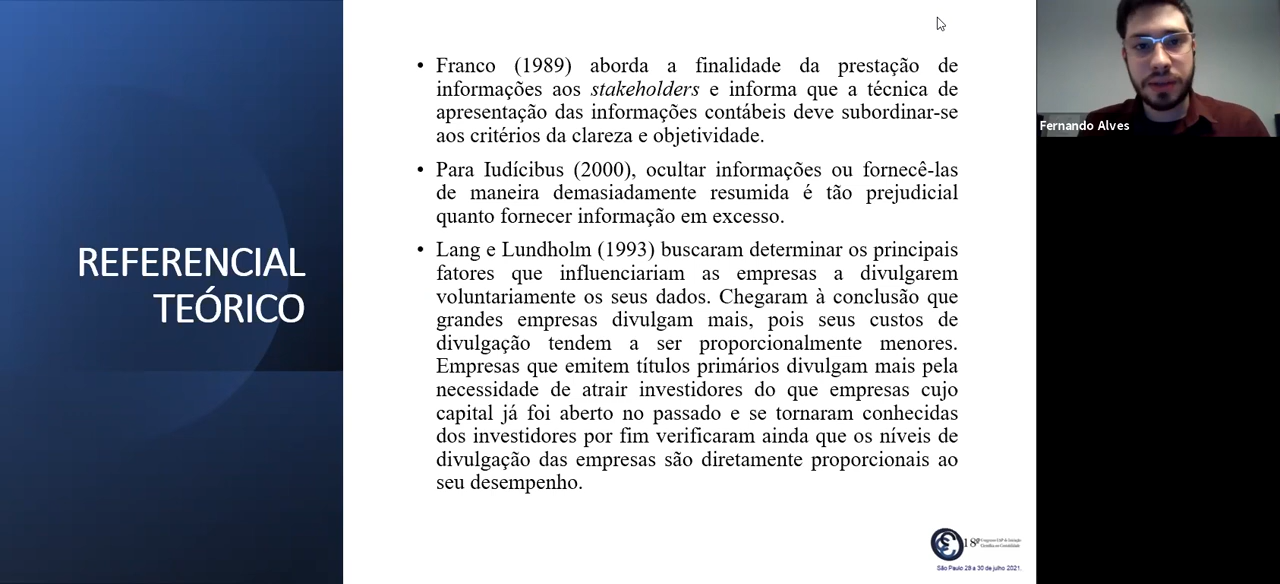 REFERENCIAL
TEÓRICO
• Franco (1989) aborda a finalidade da prestação de
informações aos stakeholders e informa que a técnica de
apresentação das informações contábeis deve subordinar-se
aos critérios da clareza e objetividade.
• Para Iudícibus (2000), ocultar informações ou fornecê-las
de maneira demasiadamente resumida é tão prejudicial
quanto fornecer informação em excesso.
• Lang e Lundholm (1993) buscaram determinar os principais
fatores que influenciariam as empresas a divulgarem
voluntariamente os seus dados. Chegaram à conclusão que
grandes empresas divulgam mais, pois seus custos de
divulgação tendem a ser proporcionalmente menores.
Empresas que emitem títulos primários divulgam mais pela
necessidade de atrair investidores do que empresas cujo
capital já foi aberto no passado e se tornaram conhecidas
dos investidores por fim verificaram ainda que os níveis de
divulgação das empresas são diretamente proporcionais ao
seu desempenho.
Fernando Alves
18º Congresso USP de Iniciação
Científica em Contabilidade
São Paulo 28 a 30 de julho 2021.